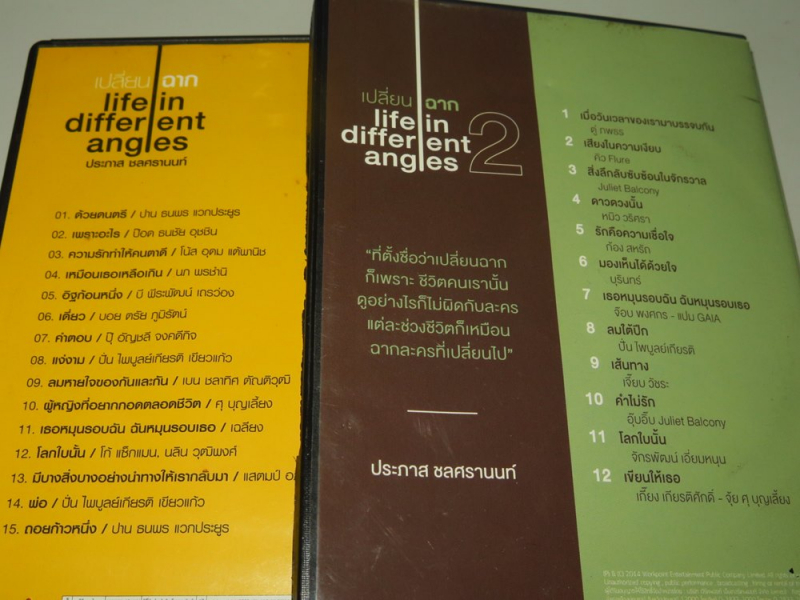 เปลี่ยน ฉาก
life in
different
angles
ประภาส ชลศรานนท์
01. ด้วยดนตรี / ปาน ธนพร แวกประยูร
02. เพราะอะไร / ป๊อด ธนชัย อุชชิน
03. ความรักทำให้คนตาดี / โน้ส อุดม แต้พานิช
04. เหมือนเธอเหลือเกิน / นภ พรชำนิ
05. อิฐก้อนหนึ่ง / บี พีระพัฒน์ เถรว่อง
06. เดี่ยว / บอย ตรัย ภูมิรัตน์
07. คำตอบ / ปุ๊ อัญชลี จงคดีกิจ
08. แง่งาม / ปั่น ไพบูลย์เกียรติ เขียวแก้ว
09. ลมหายใจของกันและกัน / เบน ชลาทิศ ตันติวุฒิ
10. ผู้หญิงที่อยากกอดตลอดชีวิต / ศุ บุญเลี้ยง
11. เธอหมุนรอบฉัน ฉันหมุนรอบเธอ / เฉลียง
12. โลกใบนั้น / โก้ แซ็กแมน, นลิน วุฒิพงศ์
13. มีบางสิ่งบางอย่างนำทางให้เรากลับมา / แสตมป์
14. พ่อ / ปั่น ไพบูลย์เกียรติ เขียวแก้ว
15. ถอยก้าวหนึ่ง / ปาน ธนพร แวกประยูร
เปลี่ยน ฉาก
life in
different
angles 2
"ที่ตั้งชื่อว่าเปลี่ยนฉาก
ก็เพราะ ชีวิตคนเรานั้น
ดูอย่างไรก็ไม่ผิดกับละคร
แต่ละช่วงชีวิตก็เหมือน
ฉากละครที่เปลี่ยนไป"
ประภาส ชลศรานนท์
1 เมื่อวันเวลาของเรามาบรรจบกัน
ตู่ ภพธร
2 เสียงในความเงียบ
คิว Flure
3 สิ่งลึกลับซับซ้อนในจักรวาล
Juliet Balcony
4 ดาวดวงนั้น
หนิว วริศรา
5 รักคือความเชื่อใจ
ก้อง สหรัถ
6 มองเห็นได้ด้วยใจ
บุรินทร์
7 เธอหมุนรอบฉัน ฉันหมุนรอบเธอ
จ๊อบ พงศกร - แปม GAIA
8 ลมใต้ปีก
ปั่น ไพบูลย์เกียรติ
9 เส้นทาง
เจี๊ยบ วัชระ
10 คำไม่รัก
อุ๊บอิ๊บ Juliet Balcony
11 โลกใบนั้น
จักรพัฒน์ เอี่ยมหนุน
12 เขียนให้เธอ
เกี๊ยง เกียรติศักดิ์ - จุ้ย ศุ บุญเลี้ยง
2014 Workpoint Entertainment Public Company Limited. All rights